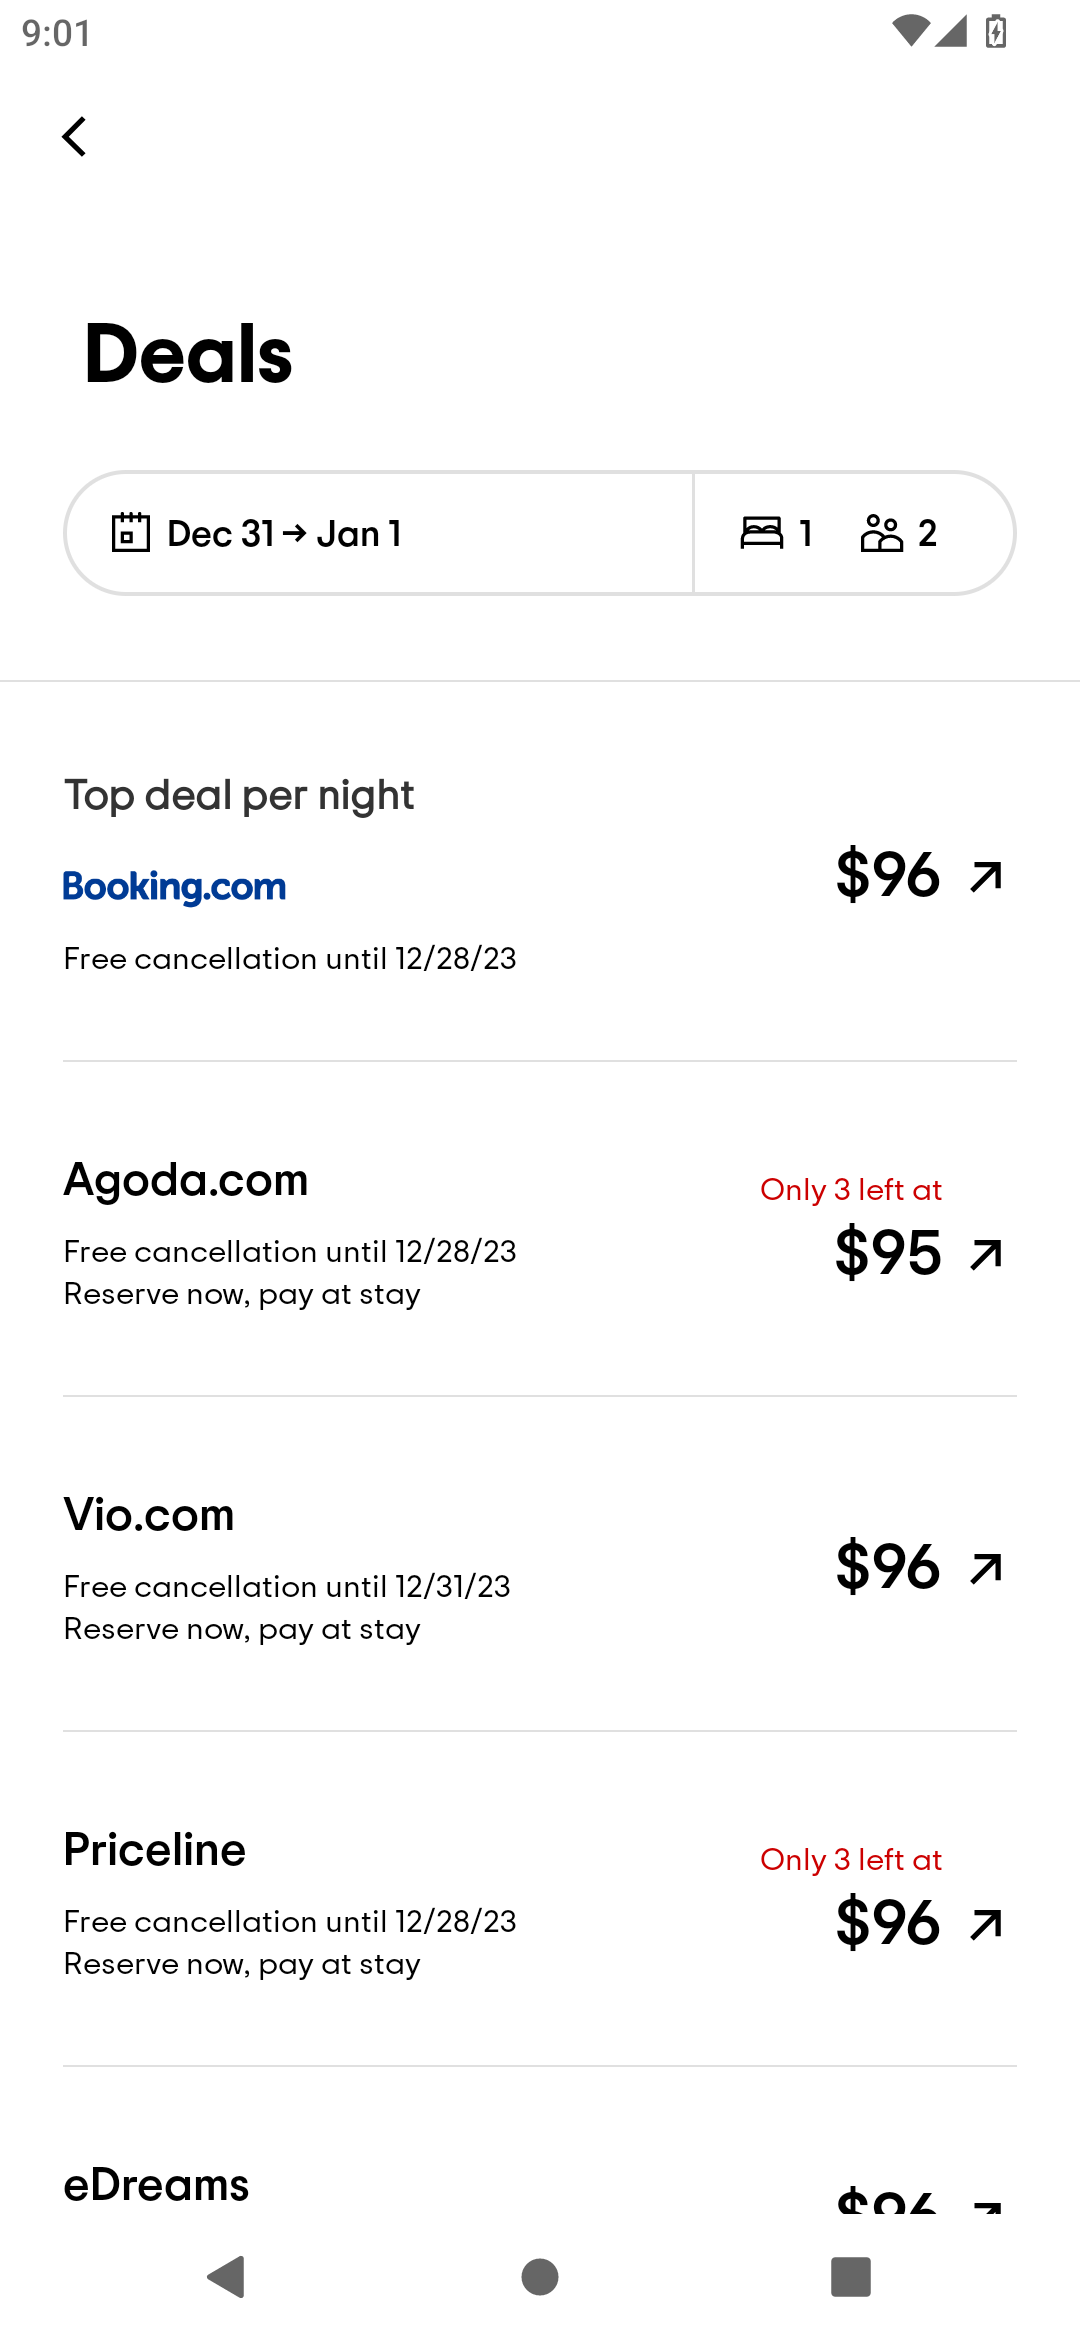 9:01
Deals
Dec 31 → Jan 1
1
2
Top deal per night
Booking.com
$96
Free cancellation until 12/28/23
Agoda.com
Only 3 left at
Free cancellation until 12/28/23
$95
Reserve now, pay at stay
Vio.com
$96
Free cancellation until 12/31/23
Reserve now, pay at stay
Priceline
Only 3 left at
Free cancellation until 12/28/23
$96
Reserve now, pay at stay
eDreams
$96